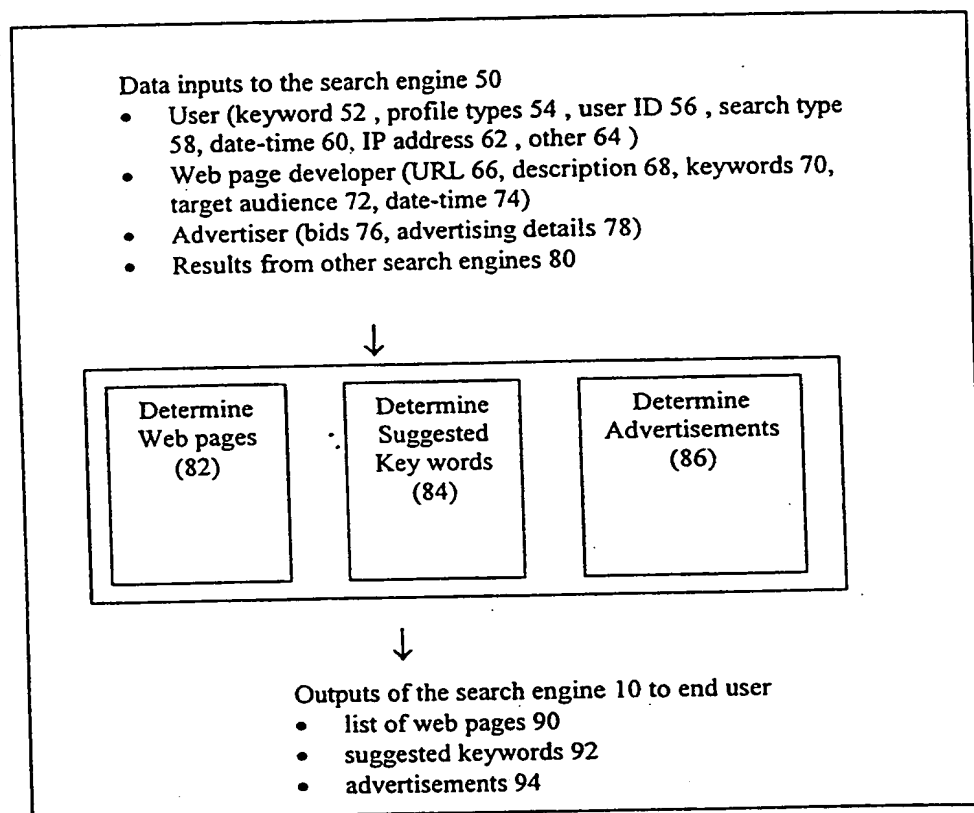 Data inputs to the search engine 50
• User (keyword 52 , profile types 54 , user ID 56 , search type
58, date-time 60, IP address 62 , other 64 )
• Web page developer (URL 66, description 68, keywords 70,
target audience 72, date-time 74)
• Advertiser (bids 76, advertising details 78)
• Results from other search engines 80
↓
Determine
Web pages
(82)
Determine
Suggested
Key words
(84)
Determine
Advertisements
(86)
↓
Outputs of the search engine 10 to end user
• list of web pages 90
• suggested keywords 92
• advertisements 94